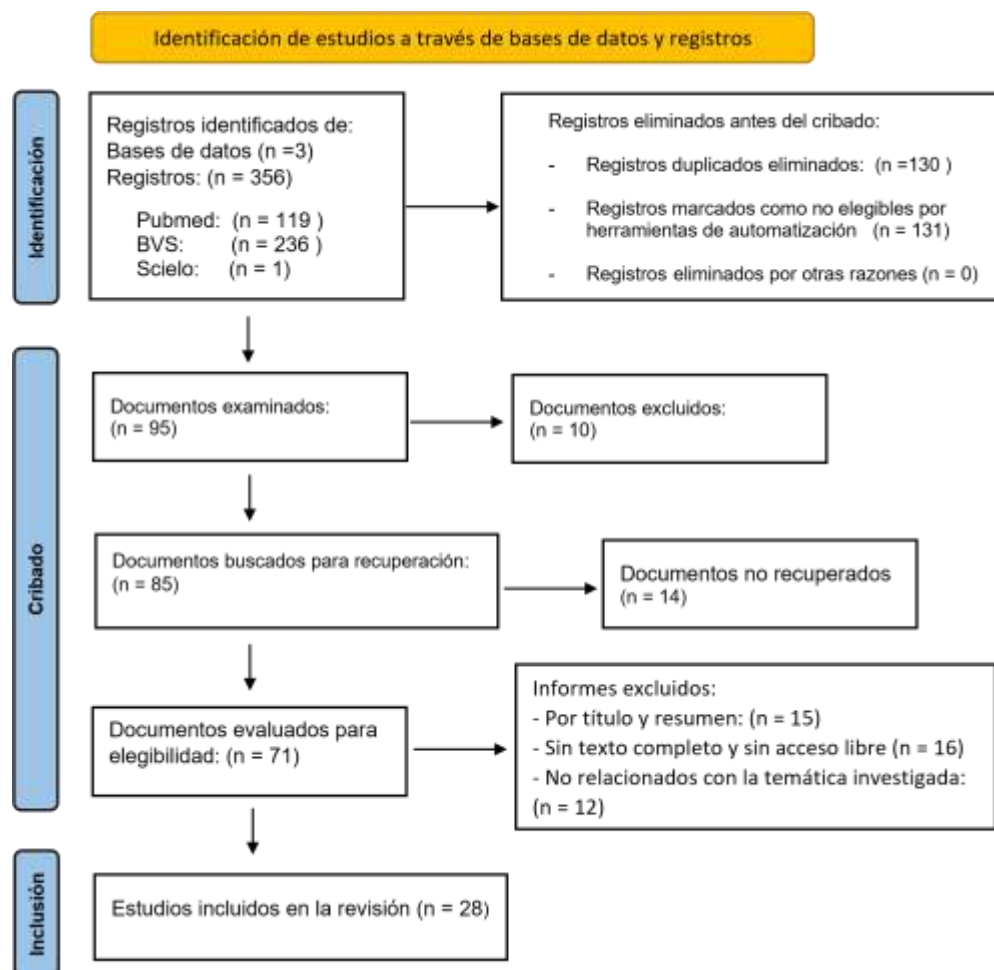 Identificación de estudios a través de bases de datos y registros
Identificación
Registros identificados de:
Bases de datos (n =3)
Registros: (n = 356)
Pubmed: (n = 119 )
BVS: (n = 236 )
Scielo: (n = 1)
Registros eliminados antes del cribado:
- Registros duplicados eliminados: (n =130 )
- Registros marcados como no elegibles por
herramientas de automatización (n = 131)
- Registros eliminados por otras razones (n = 0)
Cribado
Documentos examinados:
(n = 95)
Documentos excluidos:
(n = 10)
Documentos buscados para recuperación:
(n = 85)
Documentos no recuperados
(n = 14)
Documentos evaluados para
elegibilidad: (n = 71)
Informes excluidos:
- Por título y resumen: (n = 15)
- Sin texto completo y sin acceso libre (n = 16)
- No relacionados con la temática investigada:
(n = 12)
Inclusión
Estudios incluidos en la revisión (n = 28)